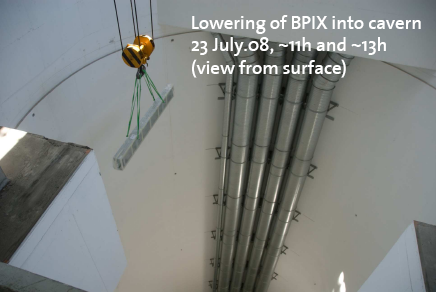 Lowering of BPIX into cavern
23 July.08, ~11h and ~13h
(view from surface)